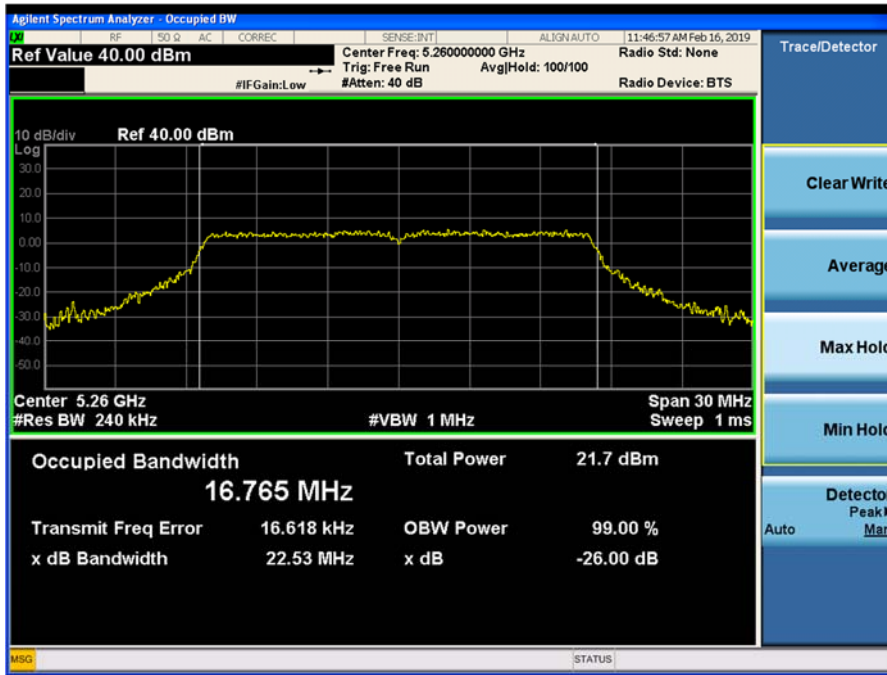 Agilent Spectrum Analyzer - Occupied BW
LXI RF 50 Ω AC CORREC SENSE:INT ALIGN AUTO 11:46:57 AM Feb 16, 2019
Ref Value 40.00 dBm
Center Freq: 5.260000000 GHz
Radio Std: None
Trig: Free Run
Avg|Hold: 100/100
#IFGain:Low
#Atten: 40 dB
Radio Device: BTS
10 dB/div
Ref 40.00 dBm
Log
30.0
20.0
10.0
0.00
-10.0
-20.0
-30.0
-40.0
-50.0
Center 5.26 GHz
Span 30 MHz
#Res BW 240 kHz
#VBW 1 MHz
Sweep 1 ms
Occupied Bandwidth
Total Power 21.7 dBm
16.765 MHz
Transmit Freq Error 16.618 kHz
OBW Power 99.00 %
x dB Bandwidth 22.53 MHz
x dB -26.00 dB
MSG
STATUS
Trace/Detector
Clear Write
Average
Max Hold
Min Hold
Detector
Peak
Auto Man